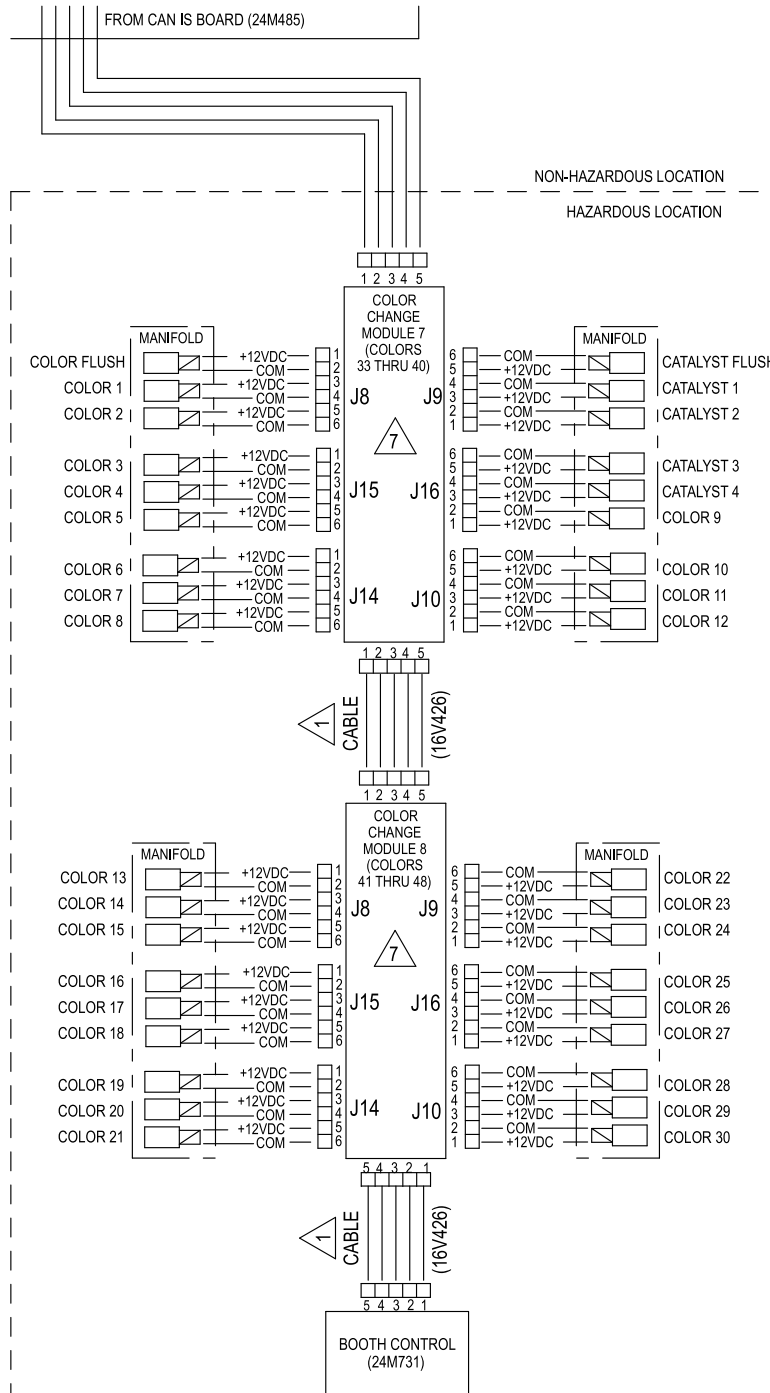 FROM CAN IS BOARD (24M485)
NON-HAZARDOUS LOCATION
HAZARDOUS LOCATION
1 2 3 4 5
COLOR
CHANGE
MODULE 7
(COLORS
33 THRU 40)
7
MANIFOLD
COLOR FLUSH +12VDC 1
COM 2
COLOR 1 +12VDC 3
COM 4
COLOR 2 +12VDC 5
COM 6
J8
COLOR 3 +12VDC 1
COM 2
COLOR 4 +12VDC 3
COM 4
COLOR 5 +12VDC 5
COM 6
J15
COLOR 6 +12VDC 1
COM 2
COLOR 7 +12VDC 3
COM 4
COLOR 8 +12VDC 5
COM 6
J14
MANIFOLD
6 COM CATALYST FLUSH
5 +12VDC
4 COM CATALYST 1
3 +12VDC
2 COM CATALYST 2
1 +12VDC
J9
6 COM CATALYST 3
5 +12VDC
4 COM CATALYST 4
3 +12VDC
2 COM COLOR 9
1 +12VDC
J16
6 COM COLOR 10
5 +12VDC
4 COM COLOR 11
3 +12VDC
2 COM COLOR 12
1 +12VDC
J10
1 2 3 4 5
1
CABLE
(16V426)
1 2 3 4 5
COLOR
CHANGE
MODULE 8
(COLORS
41 THRU 48)
7
MANIFOLD
COLOR 13 +12VDC 1
COM 2
COLOR 14 +12VDC 3
COM 4
COLOR 15 +12VDC 5
COM 6
J8
COLOR 16 +12VDC 1
COM 2
COLOR 17 +12VDC 3
COM 4
COLOR 18 +12VDC 5
COM 6
J15
COLOR 19 +12VDC 1
COM 2
COLOR 20 +12VDC 3
COM 4
COLOR 21 +12VDC 5
COM 6
J14
MANIFOLD
6 COM COLOR 22
5 +12VDC
4 COM COLOR 23
3 +12VDC
2 COM COLOR 24
1 +12VDC
J9
6 COM COLOR 25
5 +12VDC
4 COM COLOR 26
3 +12VDC
2 COM COLOR 27
1 +12VDC
J16
6 COM COLOR 28
5 +12VDC
4 COM COLOR 29
3 +12VDC
2 COM COLOR 30
1 +12VDC
J10
5 4 3 2 1
1
CABLE
(16V426)
5 4 3 2 1
BOOTH CONTROL
(24M731)